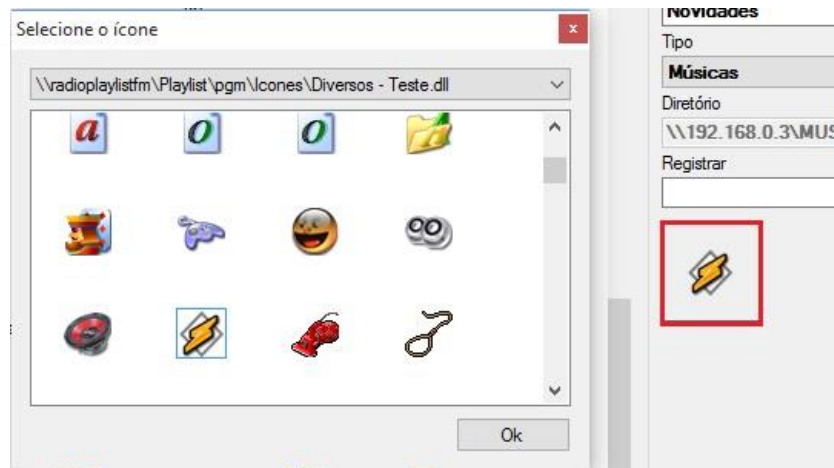 Selecione o ícone
x
\\radioplaylistfm\Playlist\pgm\Icones\Diversos - Teste.dll
a
o
o
Ok
Novidades
Tipo
Músicas
Diretório
\\192.168.0.3\MUS
Registrar